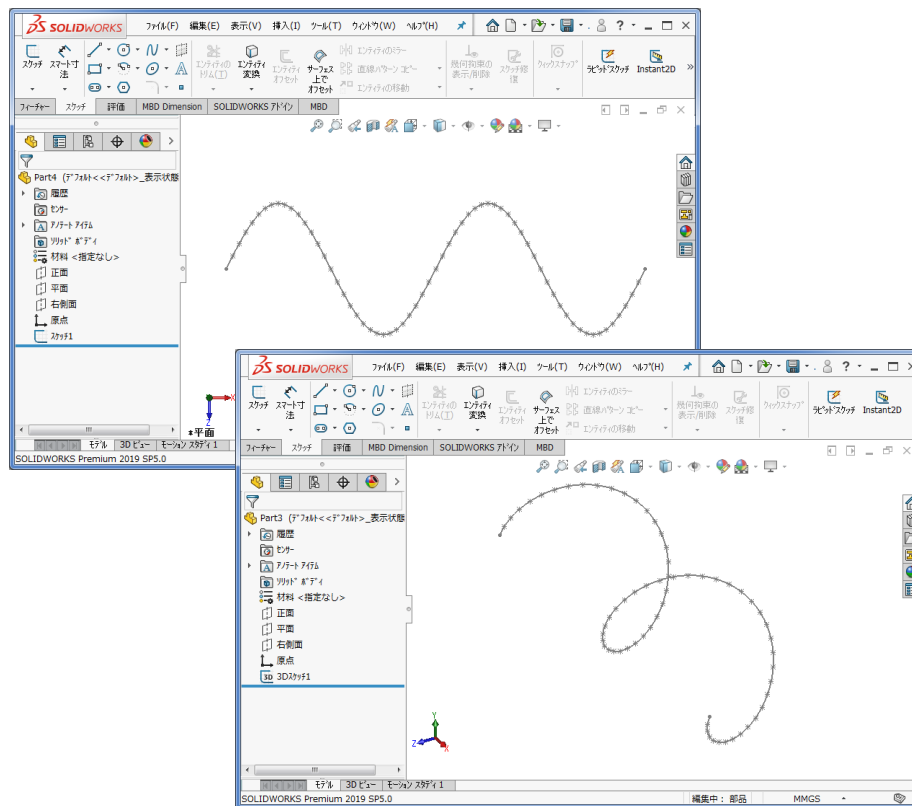 SOLIDWORKS ファイル(F) 編集(E) 表示(V) 挿入(I) ツール(T) ウィンドウ(W) ヘルプ(H)
スケッチ スマート寸法 エンティティのトリム(T) エンティティ変換 エンティティオフセット サーフェス上でオフセット エンティティのミラー 直線パターン コピー エンティティの移動 幾何拘束の表示/削除 スケッチ修復 クィックスナップ ラピッドスケッチ Instant2D
フィーチャー スケッチ 評価 MBD Dimension SOLIDWORKS アドイン MBD
Part4 (デフォルト<<デフォルト>_表示状態
履歴
センサー
アノテート アイテム
ソリッド ボディ
材料 <指定なし>
正面
平面
右側面
原点
スケッチ1
X
Z
*平面
モデル 3D ビュー モーション スタディ 1
SOLIDWORKS Premium 2019 SP5.0
SOLIDWORKS ファイル(F) 編集(E) 表示(V) 挿入(I) ツール(T) ウィンドウ(W) ヘルプ(H)
スケッチ スマート寸法 エンティティのトリム(T) エンティティ変換 エンティティオフセット サーフェス上でオフセット エンティティのミラー 直線パターン コピー エンティティの移動 幾何拘束の表示/削除 スケッチ修復 クィックスナップ ラピッドスケッチ Instant2D
フィーチャー スケッチ 評価 MBD Dimension SOLIDWORKS アドイン MBD
Part3 (デフォルト<<デフォルト>_表示状態
履歴
センサー
アノテート アイテム
ソリッド ボディ
材料 <指定なし>
正面
平面
右側面
原点
3D 3Dスケッチ1
Y
Z
X
モデル 3D ビュー モーション スタディ 1
SOLIDWORKS Premium 2019 SP5.0 編集中 : 部品 MMGS